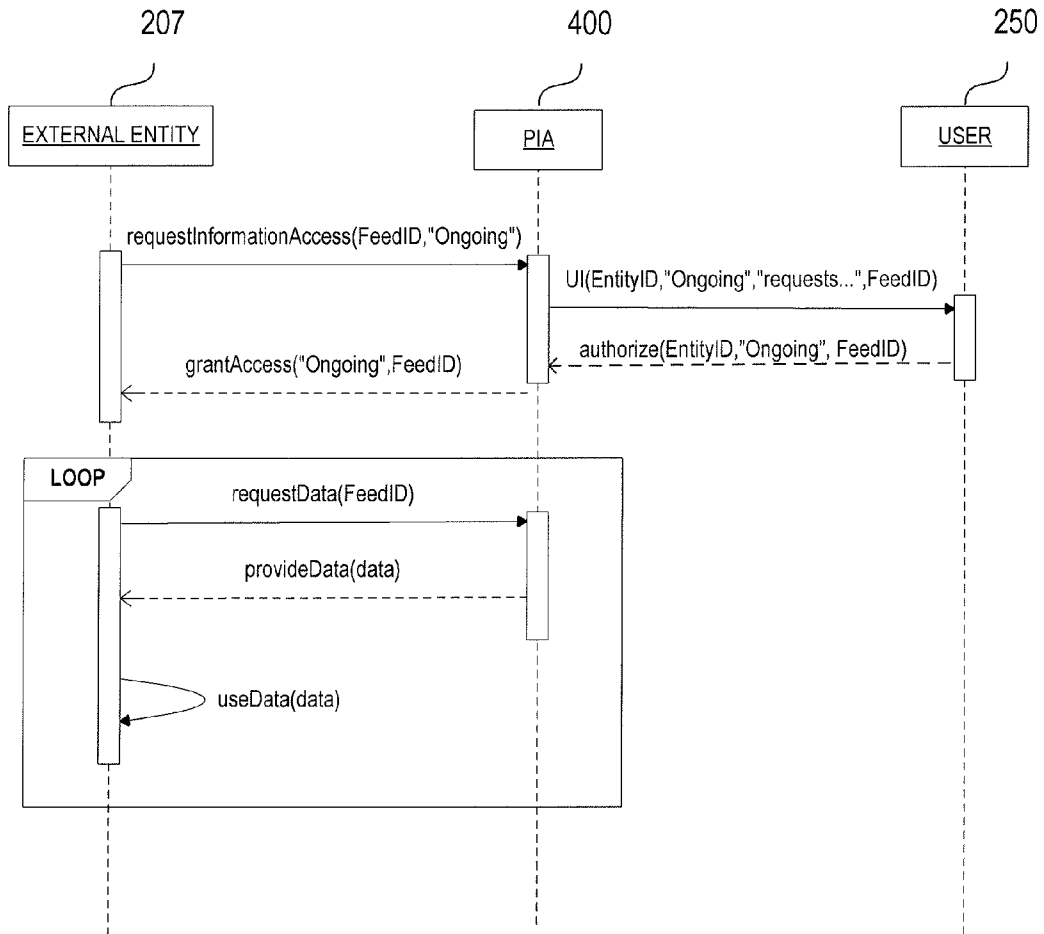 207
400
250
EXTERNAL ENTITY
PIA
USER
requestInformationAccess(FeedID,"Ongoing")
UI(EntityID,"Ongoing","requests...",FeedID)
authorize(EntityID,"Ongoing", FeedID)
grantAccess("Ongoing",FeedID)
LOOP
requestData(FeedID)
provideData(data)
useData(data)